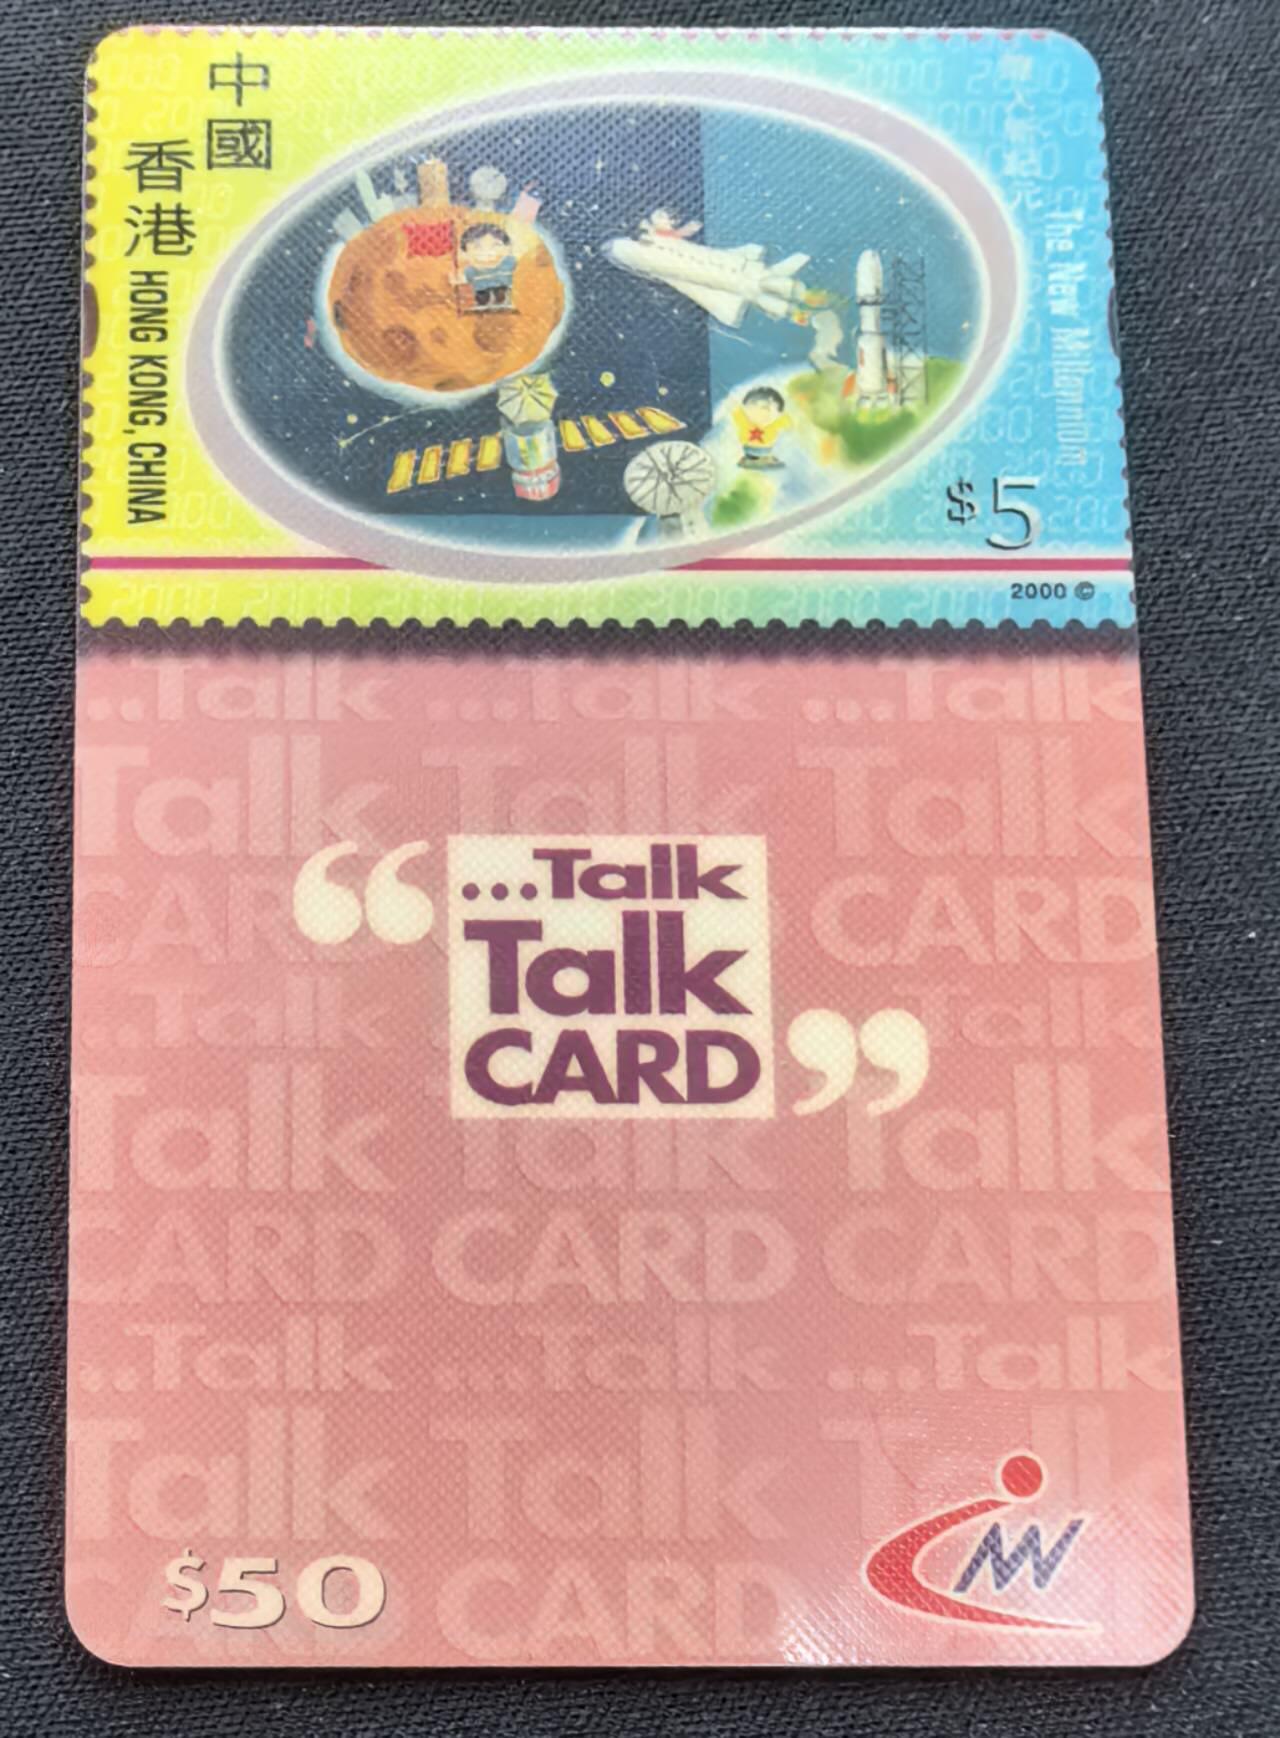 中國
香港
HONG KONG, CHINA
The New Millennium
$5
2000 ©
...Talk
Talk
CARD
$50